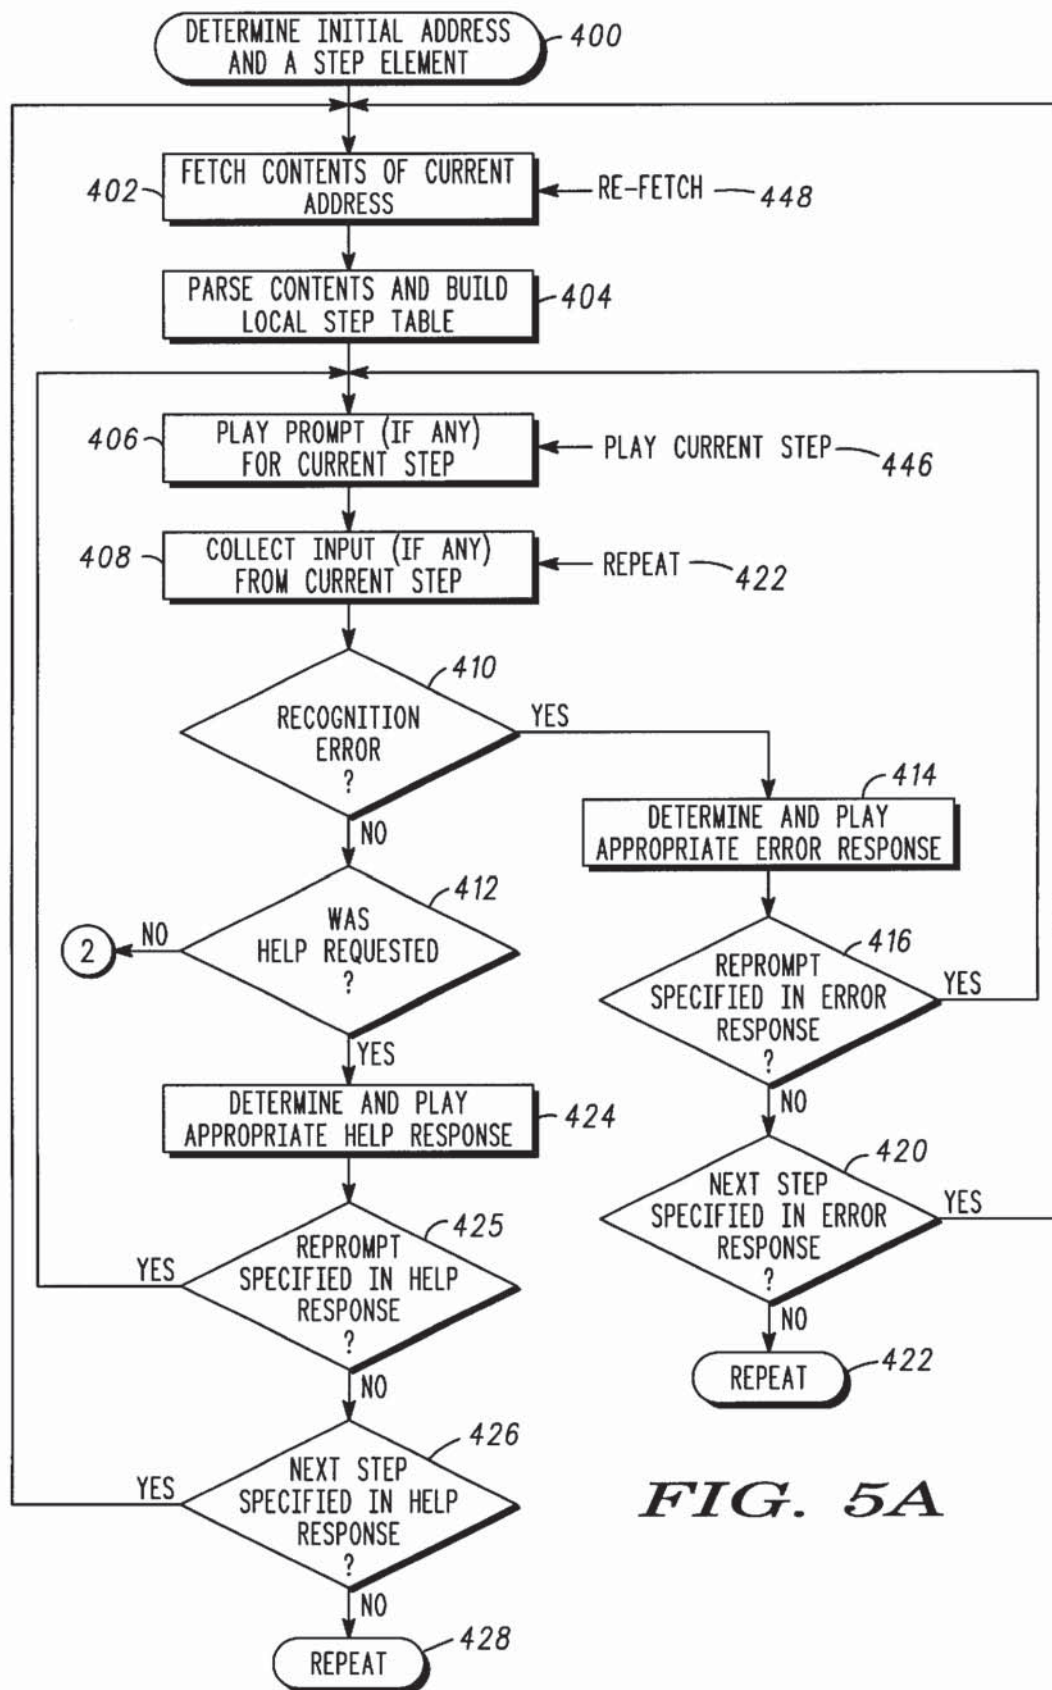 DETERMINE INITIAL ADDRESS
AND A STEP ELEMENT
400
402
FETCH CONTENTS OF CURRENT
ADDRESS
RE-FETCH
448
PARSE CONTENTS AND BUILD
LOCAL STEP TABLE
404
406
PLAY PROMPT (IF ANY)
FOR CURRENT STEP
PLAY CURRENT STEP
446
408
COLLECT INPUT (IF ANY)
FROM CURRENT STEP
REPEAT
422
410
RECOGNITION
ERROR
?
YES
NO
414
DETERMINE AND PLAY
APPROPRIATE ERROR RESPONSE
412
WAS
HELP REQUESTED
?
NO
2
YES
416
REPROMPT
SPECIFIED IN ERROR
RESPONSE
?
YES
NO
DETERMINE AND PLAY
APPROPRIATE HELP RESPONSE
424
420
NEXT STEP
SPECIFIED IN ERROR
RESPONSE
?
YES
NO
425
REPROMPT
SPECIFIED IN HELP
RESPONSE
?
YES
NO
REPEAT
422
426
NEXT STEP
SPECIFIED IN HELP
RESPONSE
?
YES
NO
REPEAT
428
FIG. 5A